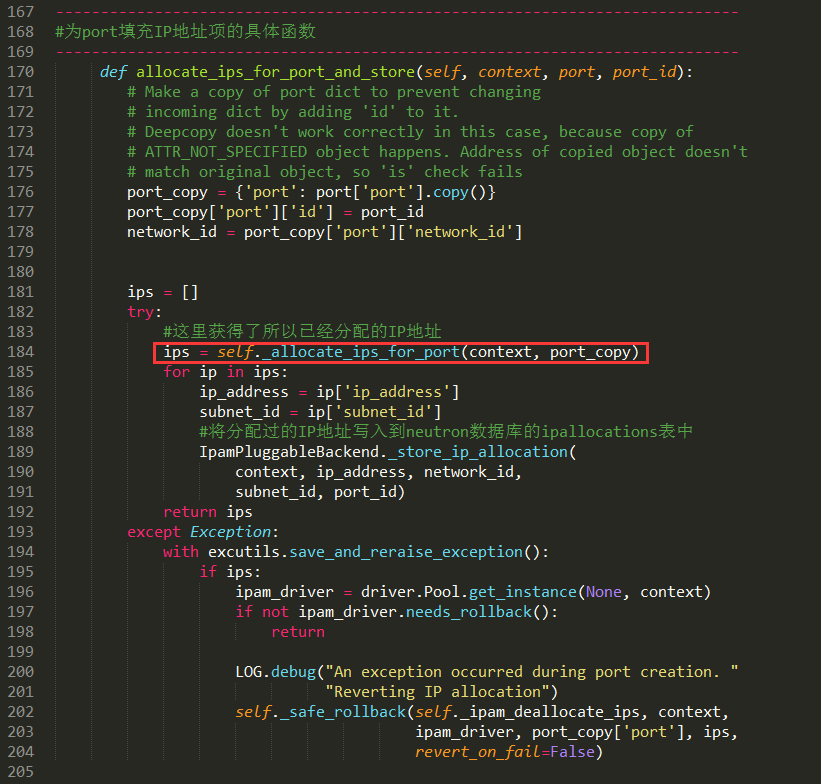 167 ----------------------------------------------------------------------------
168 #为port填充IP地址项的具体函数
169 ----------------------------------------------------------------------------
170 def allocate_ips_for_port_and_store(self, context, port, port_id):
171 # Make a copy of port dict to prevent changing
172 # incoming dict by adding 'id' to it.
173 # Deepcopy doesn't work correctly in this case, because copy of
174 # ATTR_NOT_SPECIFIED object happens. Address of copied object doesn't
175 # match original object, so 'is' check fails
176 port_copy = {'port': port['port'].copy()}
177 port_copy['port']['id'] = port_id
178 network_id = port_copy['port']['network_id']
179
180
181 ips = []
182 try:
183 #这里获得了所以已经分配的IP地址
184 ips = self._allocate_ips_for_port(context, port_copy)
185 for ip in ips:
186 ip_address = ip['ip_address']
187 subnet_id = ip['subnet_id']
188 #将分配过的IP地址写入到neutron数据库的ipallocations表中
189 IpamPluggableBackend._store_ip_allocation(
190 context, ip_address, network_id,
191 subnet_id, port_id)
192 return ips
193 except Exception:
194 with excutils.save_and_reraise_exception():
195 if ips:
196 ipam_driver = driver.Pool.get_instance(None, context)
197 if not ipam_driver.needs_rollback():
198 return
199
200 LOG.debug("An exception occurred during port creation. "
201 "Reverting IP allocation")
202 self._safe_rollback(self._ipam_deallocate_ips, context,
203 ipam_driver, port_copy['port'], ips,
204 revert_on_fail=False)
205